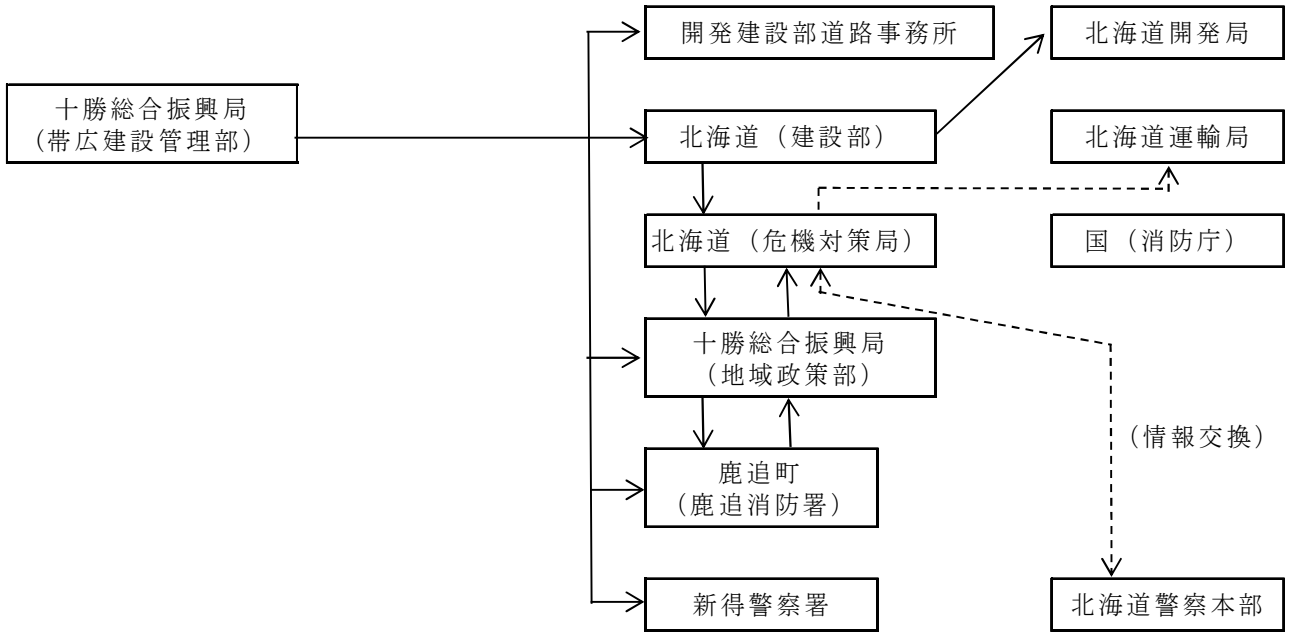 開発建設部道路事務所
北海道開発局
十勝総合振興局
(帯広建設管理部)
北海道(建設部)
北海道運輸局
北海道(危機対策局)
国(消防庁)
十勝総合振興局
(地域政策部)
(情報交換)
鹿追町
(鹿追消防署)
新得警察署
北海道警察本部